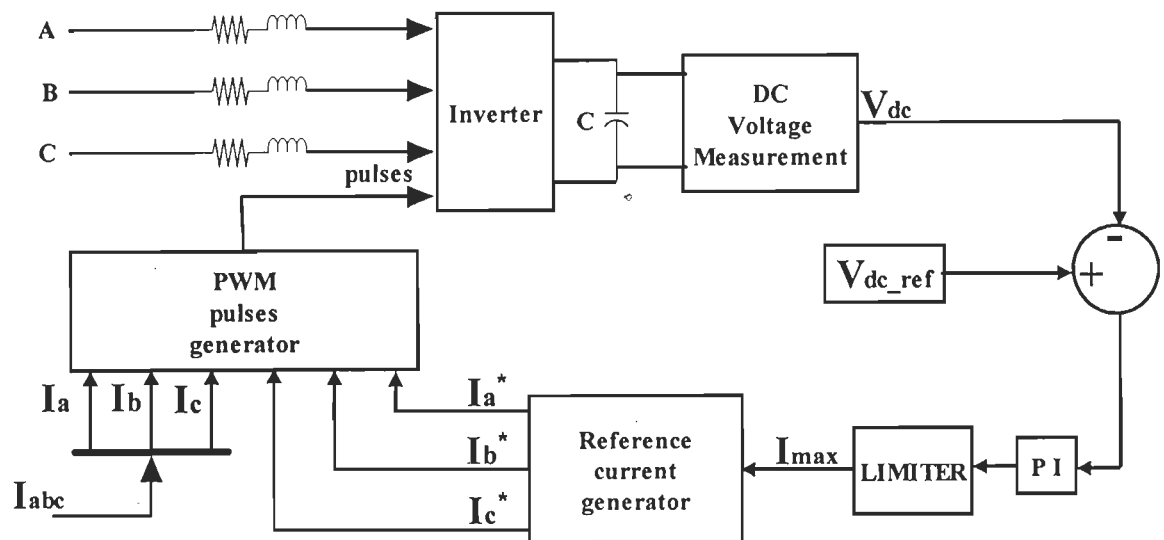 A
B
C
pulses
Inverter
C
DC
Voltage
Measurement
Vdc
-
+
Vdc_ref
PWM
pulses
generator
Ia
Ib
Ic
Iabc
Ia*
Ib*
Ic*
Reference
current
generator
Imax
LIMITER
PI